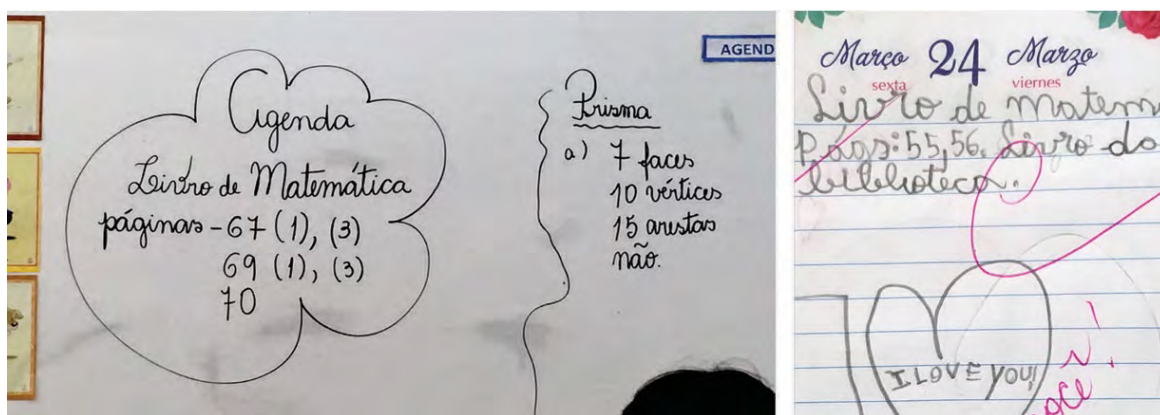 AGEND
Agenda
Livro de Matemática
páginas - 67 (1), (3)
69 (1), (3)
70
Prisma
a) 7 faces
10 vértices
15 arestas
não.
Março 24 Marzo
sexta viernes
Livro de matem
Págs: 55, 56. Livro da
biblioteca.
I LOVE YOU!
você!